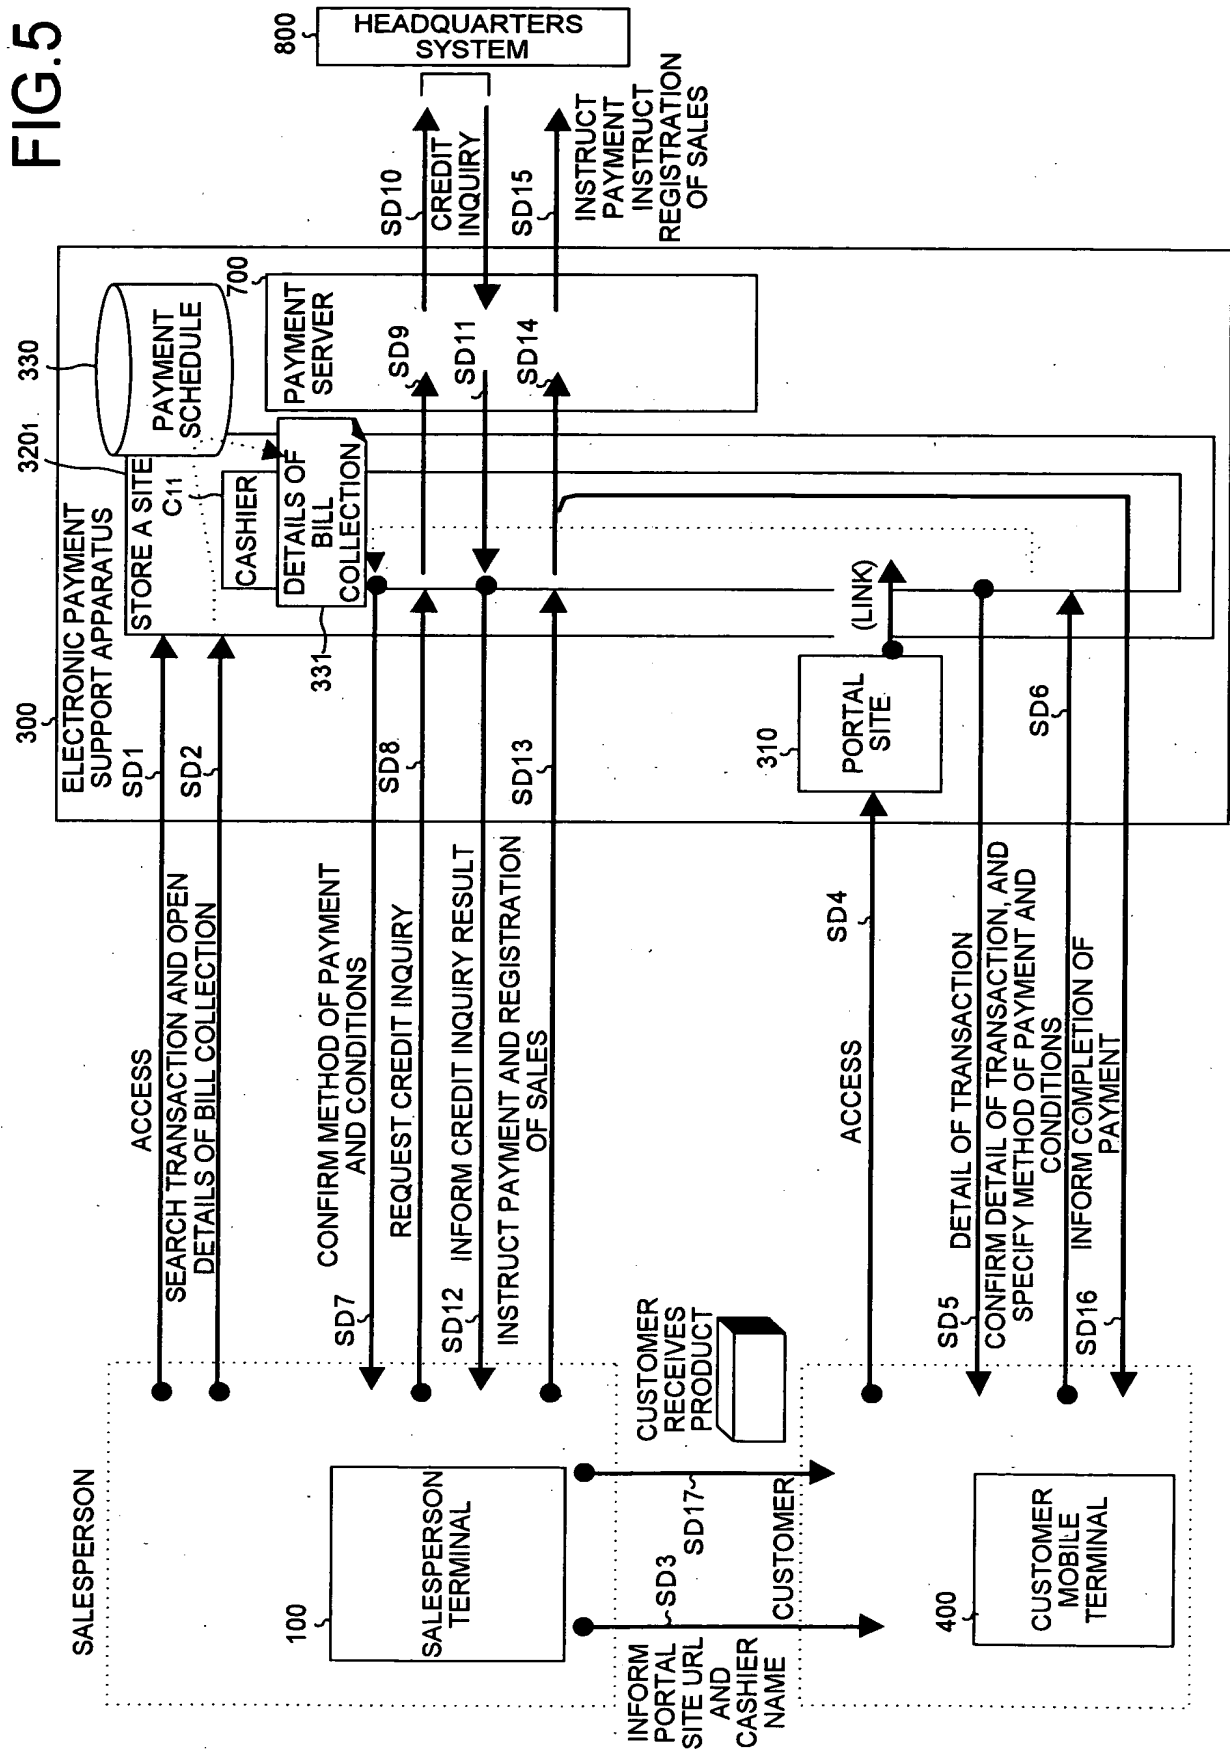 FIG.5
300
ELECTRONIC PAYMENT
SUPPORT APPARATUS
3201
STORE A SITE
330
PAYMENT
SCHEDULE
C11
CASHIER
DETAILS OF
BILL
COLLECTION
331
700
PAYMENT
SERVER
800
HEADQUARTERS
SYSTEM
SALESPERSON
100
SALESPERSON
TERMINAL
ACCESS
SD1
SEARCH TRANSACTION AND OPEN
DETAILS OF BILL COLLECTION
SD2
CONFIRM METHOD OF PAYMENT
AND CONDITIONS
SD7
REQUEST CREDIT INQUIRY
SD8
SD9
SD10
CREDIT
INQUIRY
SD11
INFORM CREDIT INQUIRY RESULT
SD12
INSTRUCT PAYMENT AND REGISTRATION
OF SALES
SD13
SD14
SD15
INSTRUCT
PAYMENT
INSTRUCT
REGISTRATION
OF SALES
INFORM
PORTAL
SITE URL
AND
CASHIER
NAME
SD3
SD17
CUSTOMER
RECEIVES
PRODUCT
CUSTOMER
400
CUSTOMER
MOBILE
TERMINAL
ACCESS
SD4
310
PORTAL
SITE
(LINK)
DETAIL OF TRANSACTION
SD5
CONFIRM DETAIL OF TRANSACTION, AND
SPECIFY METHOD OF PAYMENT AND
CONDITIONS
SD6
INFORM COMPLETION OF
PAYMENT
SD16